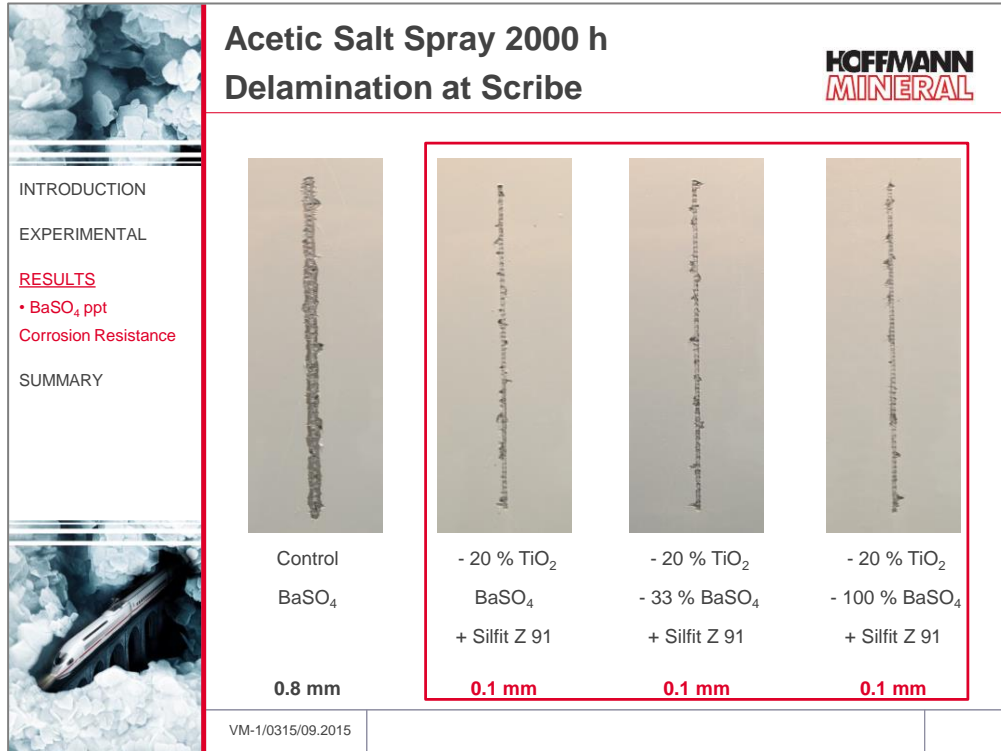 Acetic Salt Spray 2000 h
Delamination at Scribe
HOFFMANN
MINERAL
INTRODUCTION
EXPERIMENTAL
RESULTS
• BaSO₄ ppt
Corrosion Resistance
SUMMARY
Control
BaSO₄
0.8 mm
- 20 % TiO₂
BaSO₄
+ Silfit Z 91
0.1 mm
- 20 % TiO₂
- 33 % BaSO₄
+ Silfit Z 91
0.1 mm
- 20 % TiO₂
- 100 % BaSO₄
+ Silfit Z 91
0.1 mm
VM-1/0315/09.2015